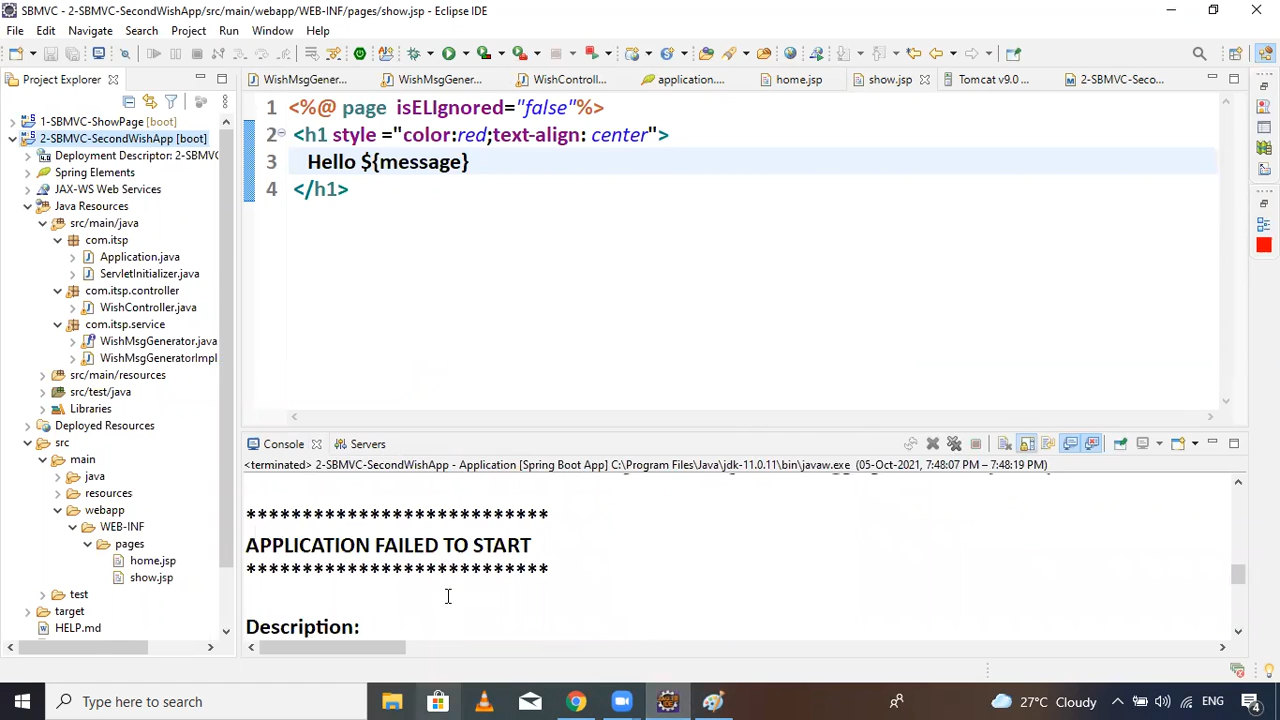 SBMVC - 2-SBMVC-SecondWishApp/src/main/webapp/WEB-INF/pages/show.jsp - Eclipse IDE
File Edit Navigate Search Project Run Window Help
Project Explorer
WishMsgGener... WishMsgGener... WishControll... application.... home.jsp show.jsp Tomcat v9.0 ... 2-SBMVC-Seco...
1-SBMVC-ShowPage [boot]
2-SBMVC-SecondWishApp [boot]
Deployment Descriptor: 2-SBMVC
Spring Elements
JAX-WS Web Services
Java Resources
src/main/java
com.itsp
Application.java
ServletInitializer.java
com.itsp.controller
WishController.java
com.itsp.service
WishMsgGenerator.java
WishMsgGeneratorImpl
src/main/resources
src/test/java
Libraries
Deployed Resources
src
main
java
resources
webapp
WEB-INF
pages
home.jsp
show.jsp
test
target
HELP.md
1 <%@ page isELIgnored="false"%>
2 <h1 style ="color:red;text-align: center">
3 Hello ${message}
4 </h1>
Console Servers
<terminated> 2-SBMVC-SecondWishApp - Application [Spring Boot App] C:\Program Files\Java\jdk-11.0.11\bin\javaw.exe (05-Oct-2021, 7:48:07 PM – 7:48:19 PM)
***************************
APPLICATION FAILED TO START
***************************
Description:
Type here to search
27°C Cloudy
ENG
4